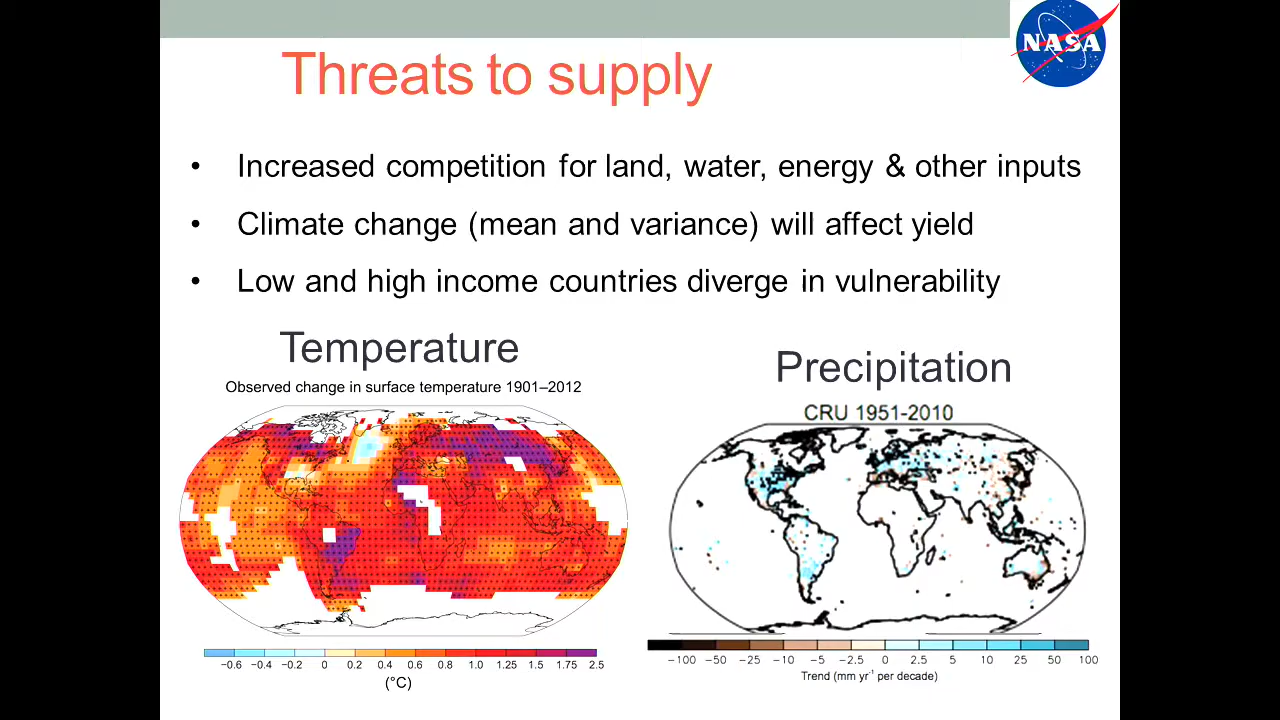 NASA
Threats to supply
• Increased competition for land, water, energy & other inputs
• Climate change (mean and variance) will affect yield
• Low and high income countries diverge in vulnerability
Temperature
Observed change in surface temperature 1901–2012
−0.6 −0.4 −0.2 0 0.2 0.4 0.6 0.8 1.0 1.25 1.5 1.75 2.5
(°C)
Precipitation
CRU 1951-2010
−100 −50 −25 −10 −5 −2.5 0 2.5 5 10 25 50 100
Trend (mm yr⁻¹ per decade)